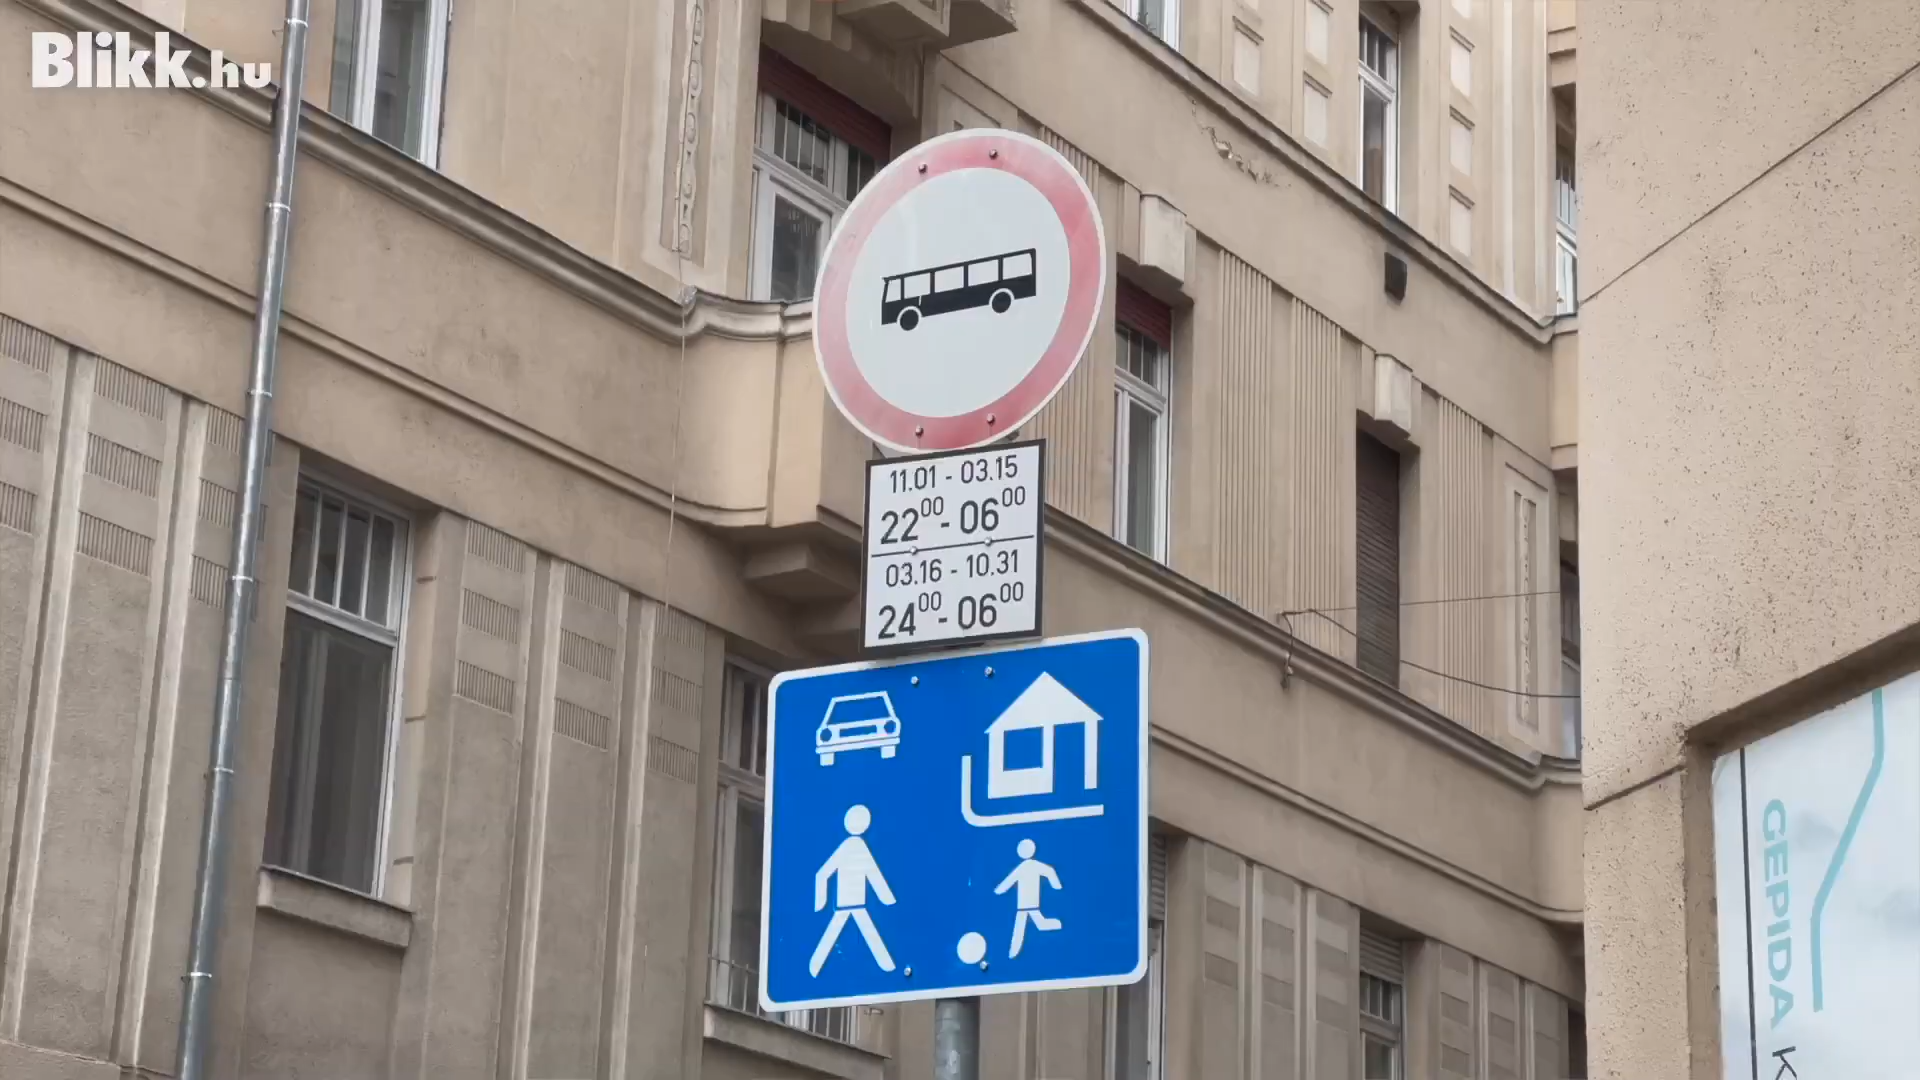 Blikk.hu
11.01 - 03.15
22⁰⁰ - 06⁰⁰
03.16 - 10.31
24⁰⁰ - 06⁰⁰
GEPIDA K